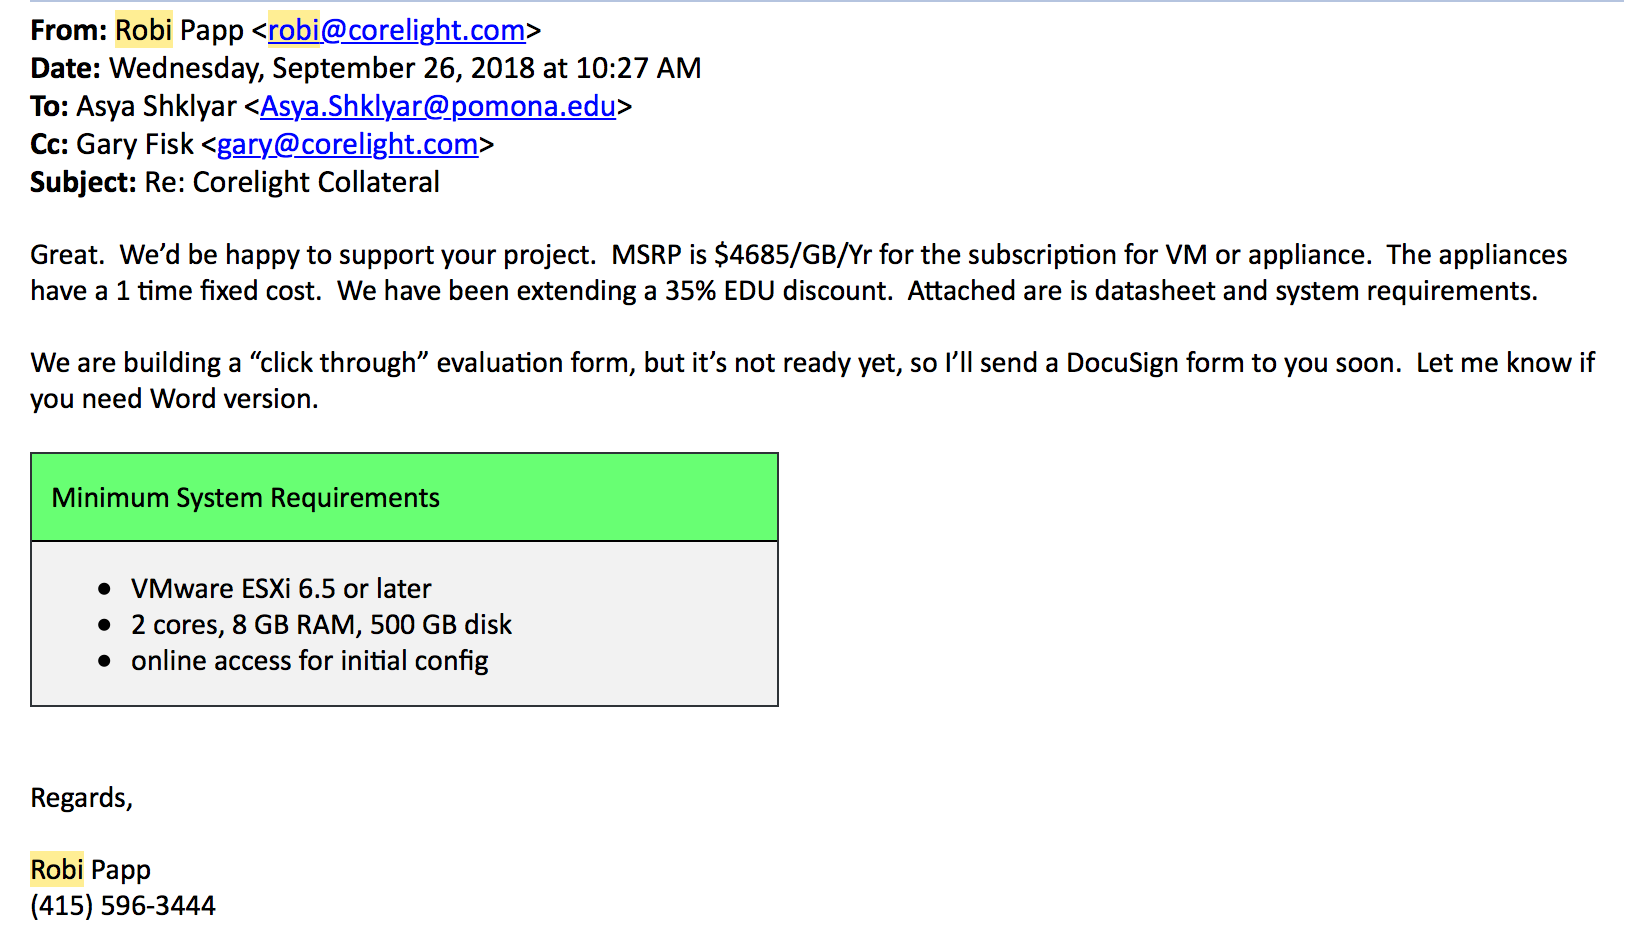 From: Robi Papp <robi@corelight.com>
Date: Wednesday, September 26, 2018 at 10:27 AM
To: Asya Shklyar <Asya.Shklyar@pomona.edu>
Cc: Gary Fisk <gary@corelight.com>
Subject: Re: Corelight Collateral
Great.  We’d be happy to support your project.  MSRP is $4685/GB/Yr for the subscription for VM or appliance.  The appliances
have a 1 time fixed cost.  We have been extending a 35% EDU discount.  Attached are is datasheet and system requirements.
We are building a “click through” evaluation form, but it’s not ready yet, so I’ll send a DocuSign form to you soon.  Let me know if
you need Word version.
Minimum System Requirements
• VMware ESXi 6.5 or later
• 2 cores, 8 GB RAM, 500 GB disk
• online access for initial config
Regards,
Robi Papp
(415) 596-3444